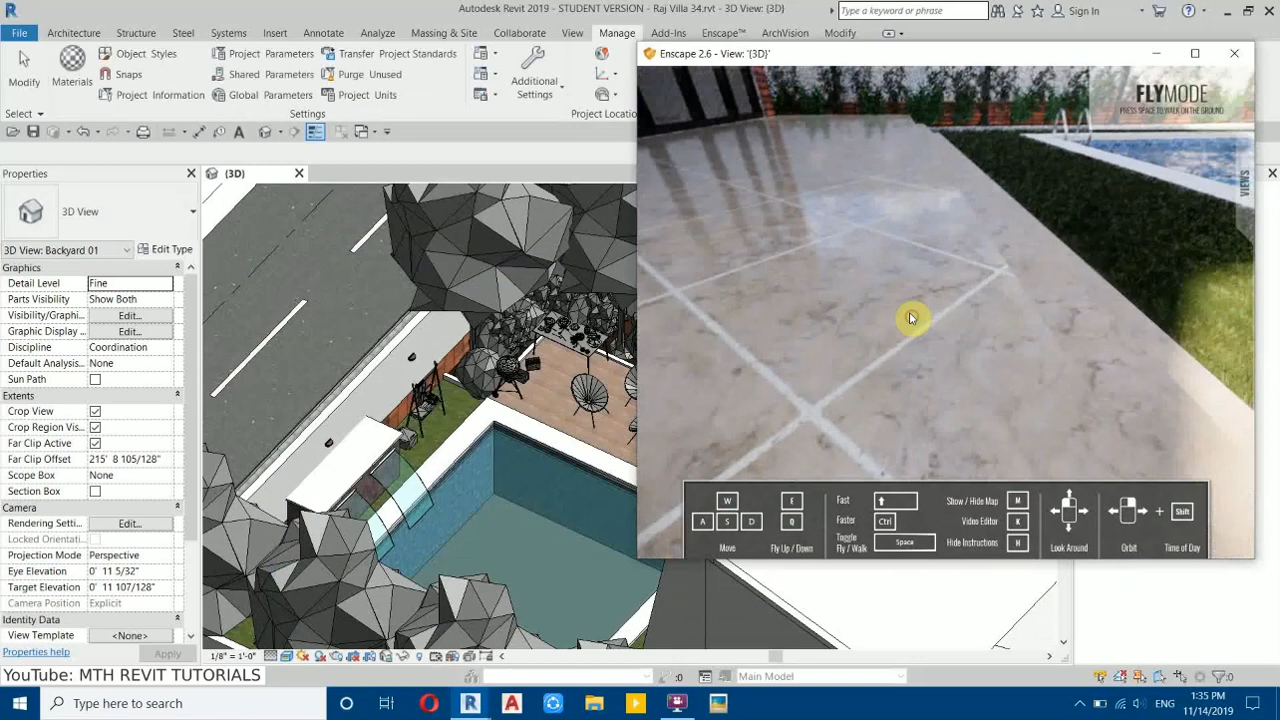 Autodesk Revit 2019 - STUDENT VERSION - Raj Villa 34.rvt - 3D View: {3D}
Type a keyword or phrase
Sign In
File Architecture Structure Steel Systems Insert Annotate Analyze Massing & Site Collaborate View Manage Add-Ins Enscape™ ArchVision Modify
Modify
Materials
Object Styles
Snaps
Project Information
Project Parameters
Shared Parameters
Global Parameters
Transfer Project Standards
Purge Unused
Project Units
Additional
Settings
Select
Settings
Project Location
Enscape 2.6 - View: '{3D}'
FLYMODE
PRESS SPACE TO WALK ON THE GROUND
VIEWS
Properties
{3D}
3D View
3D View: Backyard 01
Edit Type
Graphics
Detail Level Fine
Parts Visibility Show Both
Visibility/Graphi... Edit...
Graphic Display ... Edit...
Discipline Coordination
Default Analysis... None
Sun Path
Extents
Crop View
Crop Region Vis...
Far Clip Active
Far Clip Offset 215' 8 105/128"
Scope Box None
Section Box
Camera
Rendering Setti... Edit...
Locked Orientati...
Projection Mode Perspective
Eye Elevation 0' 11 5/32"
Target Elevation 0' 11 107/128"
Camera Position Explicit
Identity Data
View Template <None>
Properties help
Apply
W
A S D
Move
E
Q
Fly Up / Down
Fast
Faster Ctrl
Toggle
Fly / Walk
Space
Show / Hide Map M
Video Editor K
Hide Instructions H
Look Around
Orbit
+ Shift
Time of Day
1/8" = 1'-0"
YouTube: MTH REVIT TUTORIALS
:0
Main Model
:0
Type here to search
ENG
1:35 PM
11/14/2019